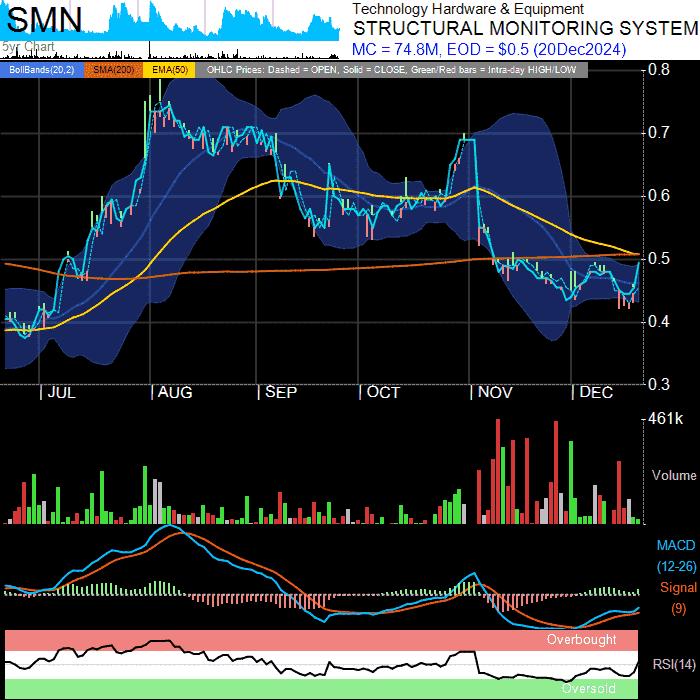 SMN
5yr Chart
Technology Hardware & Equipment
STRUCTURAL MONITORING SYSTEM
MC = 74.8M, EOD = $0.5 (20Dec2024)
BollBands(20,2) SMA(200) EMA(50) OHLC Prices: Dashed = OPEN, Solid = CLOSE, Green/Red bars = Intra-day HIGH/LOW
0.8
0.7
0.6
0.5
0.4
0.3
JUL AUG SEP OCT NOV DEC
461k
Volume
MACD
(12-26)
Signal
(9)
Overbought
RSI(14)
Oversold